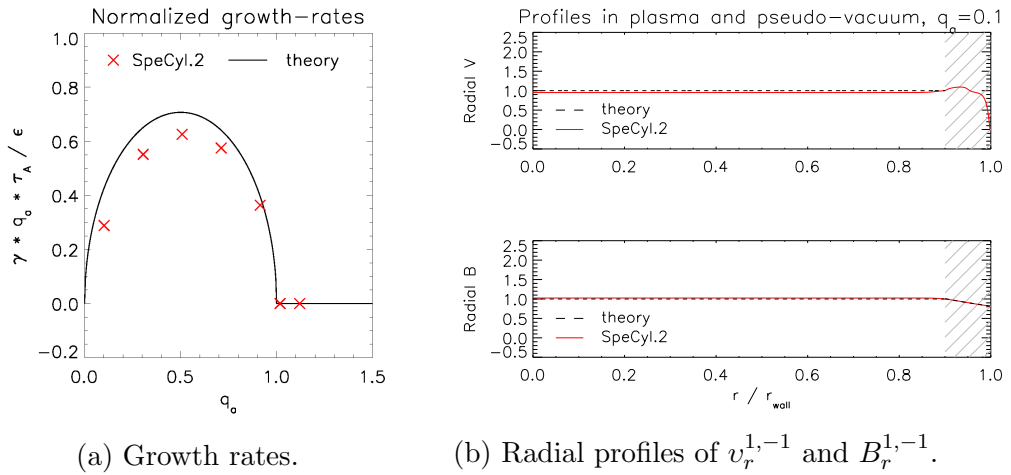 Normalized growth-rates
1.0
0.8
0.6
0.4
0.2
0.0
−0.2
SpeCyl.2
theory
γ * qₐ * τ_A / ε
0.0 0.5 1.0 1.5
qₐ
(a) Growth rates.
Profiles in plasma and pseudo-vacuum, qₐ=0.1
Radial V
2.5
2.0
1.5
1.0
0.5
0.0
−0.5
theory
SpeCyl.2
0.0 0.2 0.4 0.6 0.8 1.0
Radial B
2.5
2.0
1.5
1.0
0.5
0.0
−0.5
theory
SpeCyl.2
0.0 0.2 0.4 0.6 0.8 1.0
r / r_wall
(b) Radial profiles of v_r^{1,−1} and B_r^{1,−1}.